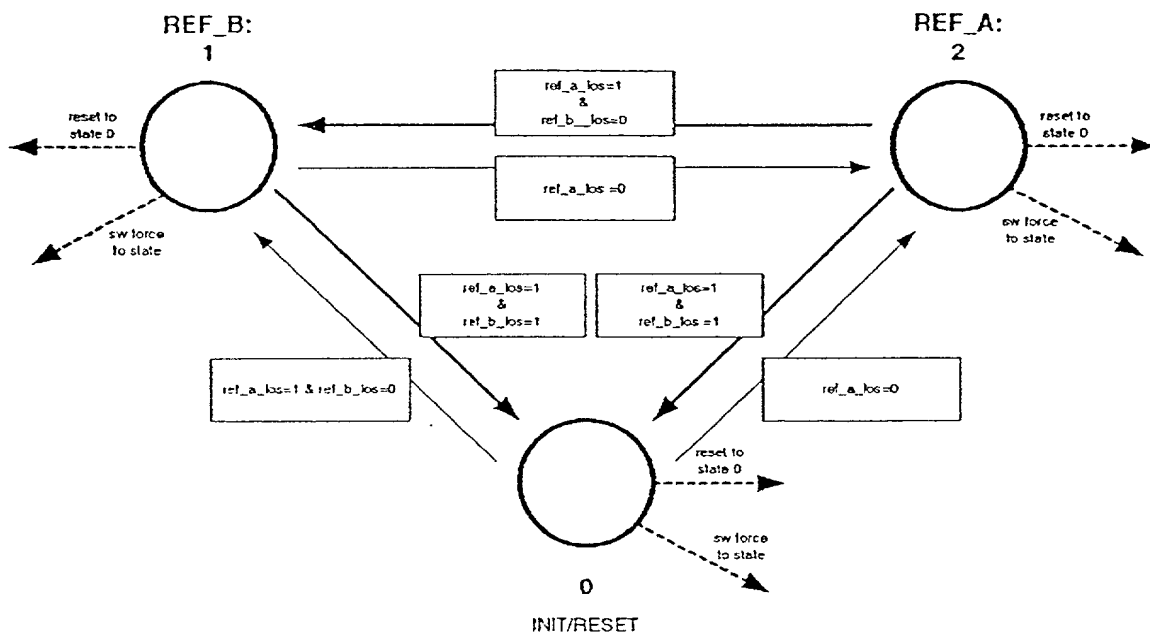 REF_B:
1
REF_A:
2
ref_a_los=1
&
ref_b_los=0
reset to
state 0
reset to
state 0
ref_a_los =0
sw force
to state
sw force
to state
ref_a_los=1
&
ref_b_los=1
ref_a_los=1
&
ref_b_los=1
ref_a_los=1 & ref_b_los=0
ref_a_los=0
reset to
state 0
sw force
to state
0
INIT/RESET